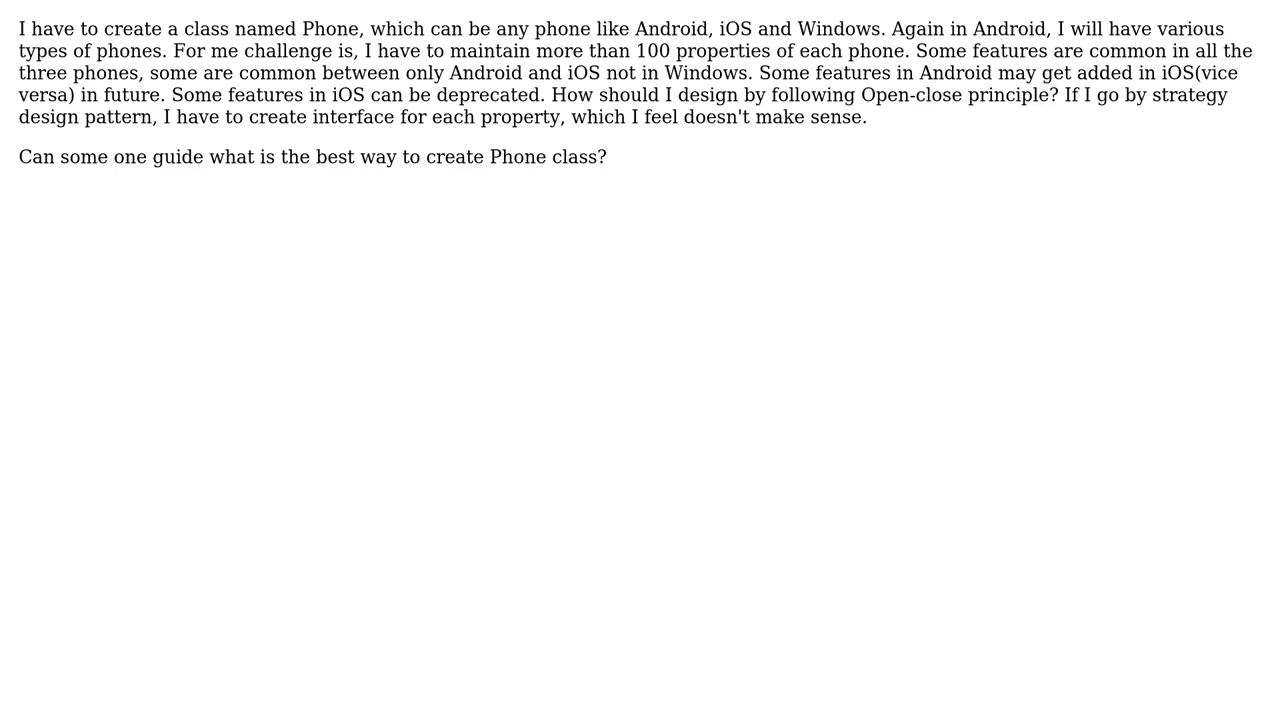 I have to create a class named Phone, which can be any phone like Android, iOS and Windows. Again in Android, I will have various
types of phones. For me challenge is, I have to maintain more than 100 properties of each phone. Some features are common in all the
three phones, some are common between only Android and iOS not in Windows. Some features in Android may get added in iOS(vice
versa) in future. Some features in iOS can be deprecated. How should I design by following Open-close principle? If I go by strategy
design pattern, I have to create interface for each property, which I feel doesn't make sense.
Can some one guide what is the best way to create Phone class?